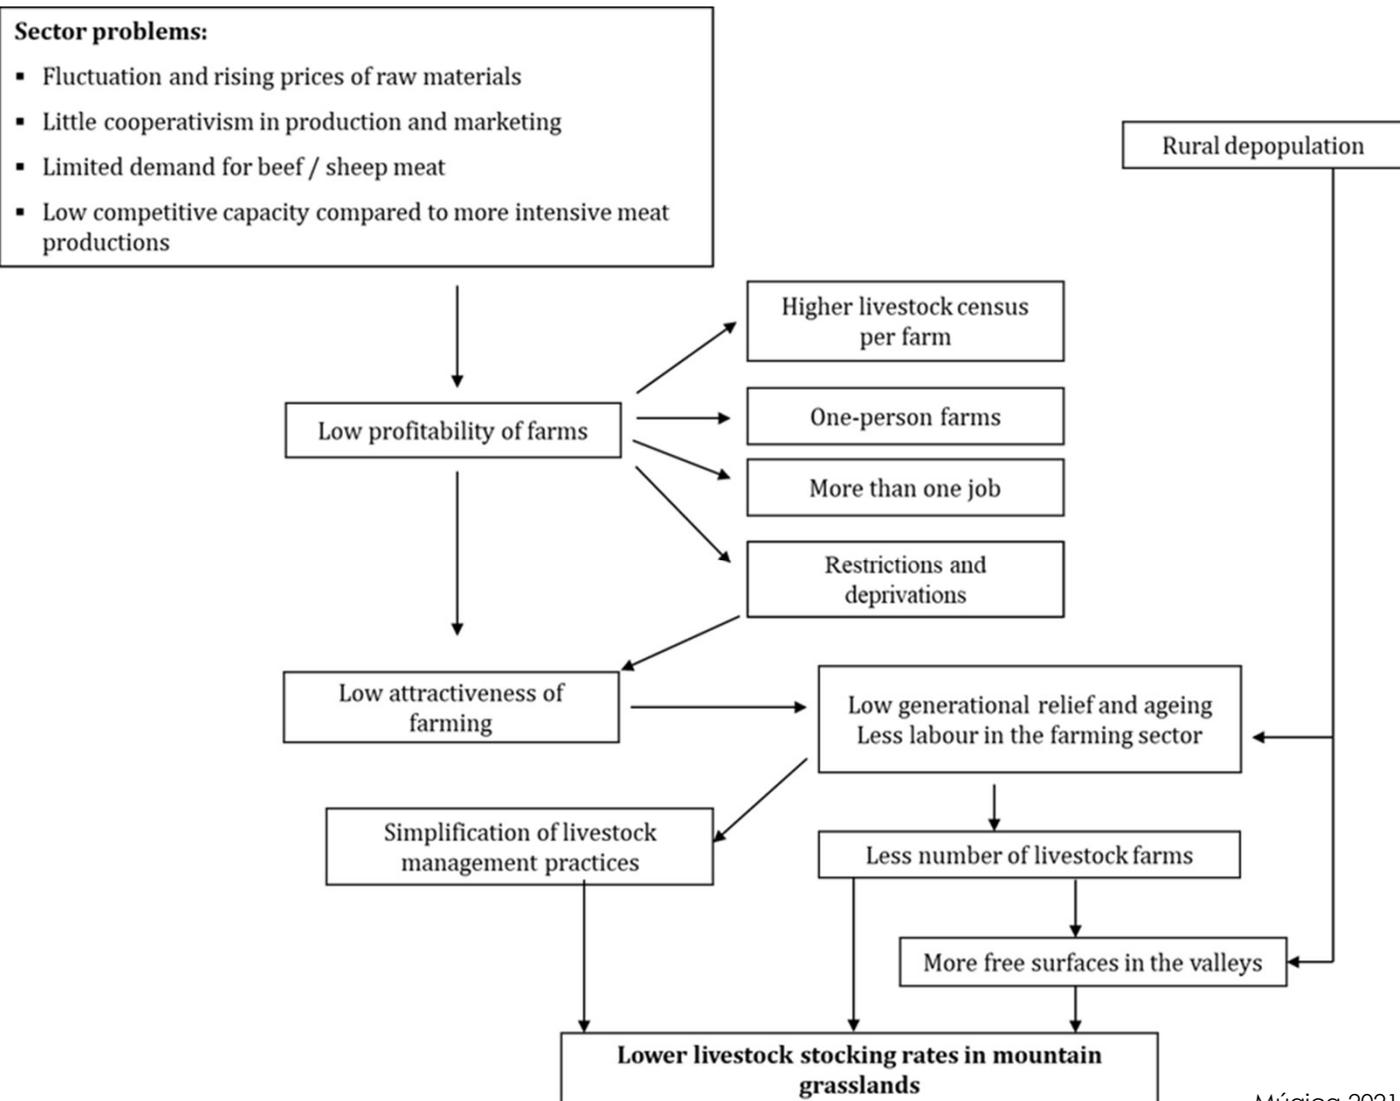 Sector problems:
▪ Fluctuation and rising prices of raw materials
▪ Little cooperativism in production and marketing
▪ Limited demand for beef / sheep meat
▪ Low competitive capacity compared to more intensive meat
productions
Rural depopulation
Higher livestock census
per farm
Low profitability of farms
One-person farms
More than one job
Restrictions and
deprivations
Low attractiveness of
farming
Low generational relief and ageing
Less labour in the farming sector
Simplification of livestock
management practices
Less number of livestock farms
More free surfaces in the valleys
Lower livestock stocking rates in mountain
grasslands
Múgica 2021